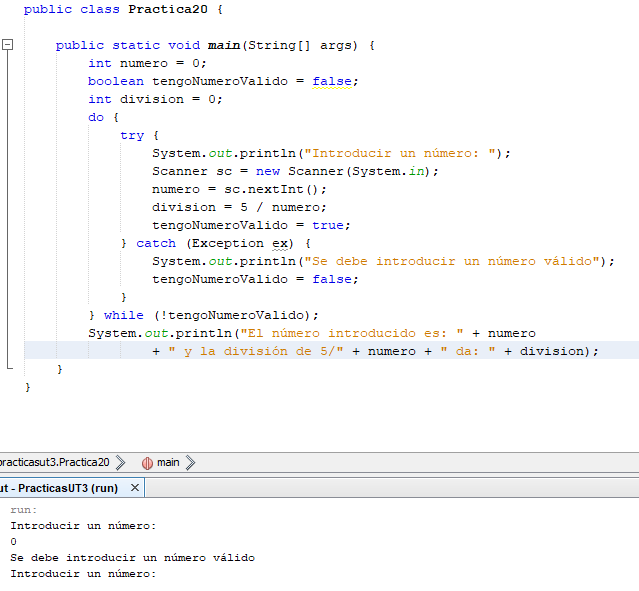 public class Practica20 {
public static void main(String[] args) {
int numero = 0;
boolean tengoNumeroValido = false;
int division = 0;
do {
try {
System.out.println("Introducir un número: ");
Scanner sc = new Scanner(System.in);
numero = sc.nextInt();
division = 5 / numero;
tengoNumeroValido = true;
} catch (Exception ex) {
System.out.println("Se debe introducir un número válido");
tengoNumeroValido = false;
}
} while (!tengoNumeroValido);
System.out.println("El número introducido es: " + numero
+ " y la división de 5/" + numero + " da: " + division);
}
}
practicasut3.Practica20 main
ut - PracticasUT3 (run) ×
run:
Introducir un número:
0
Se debe introducir un número válido
Introducir un número: